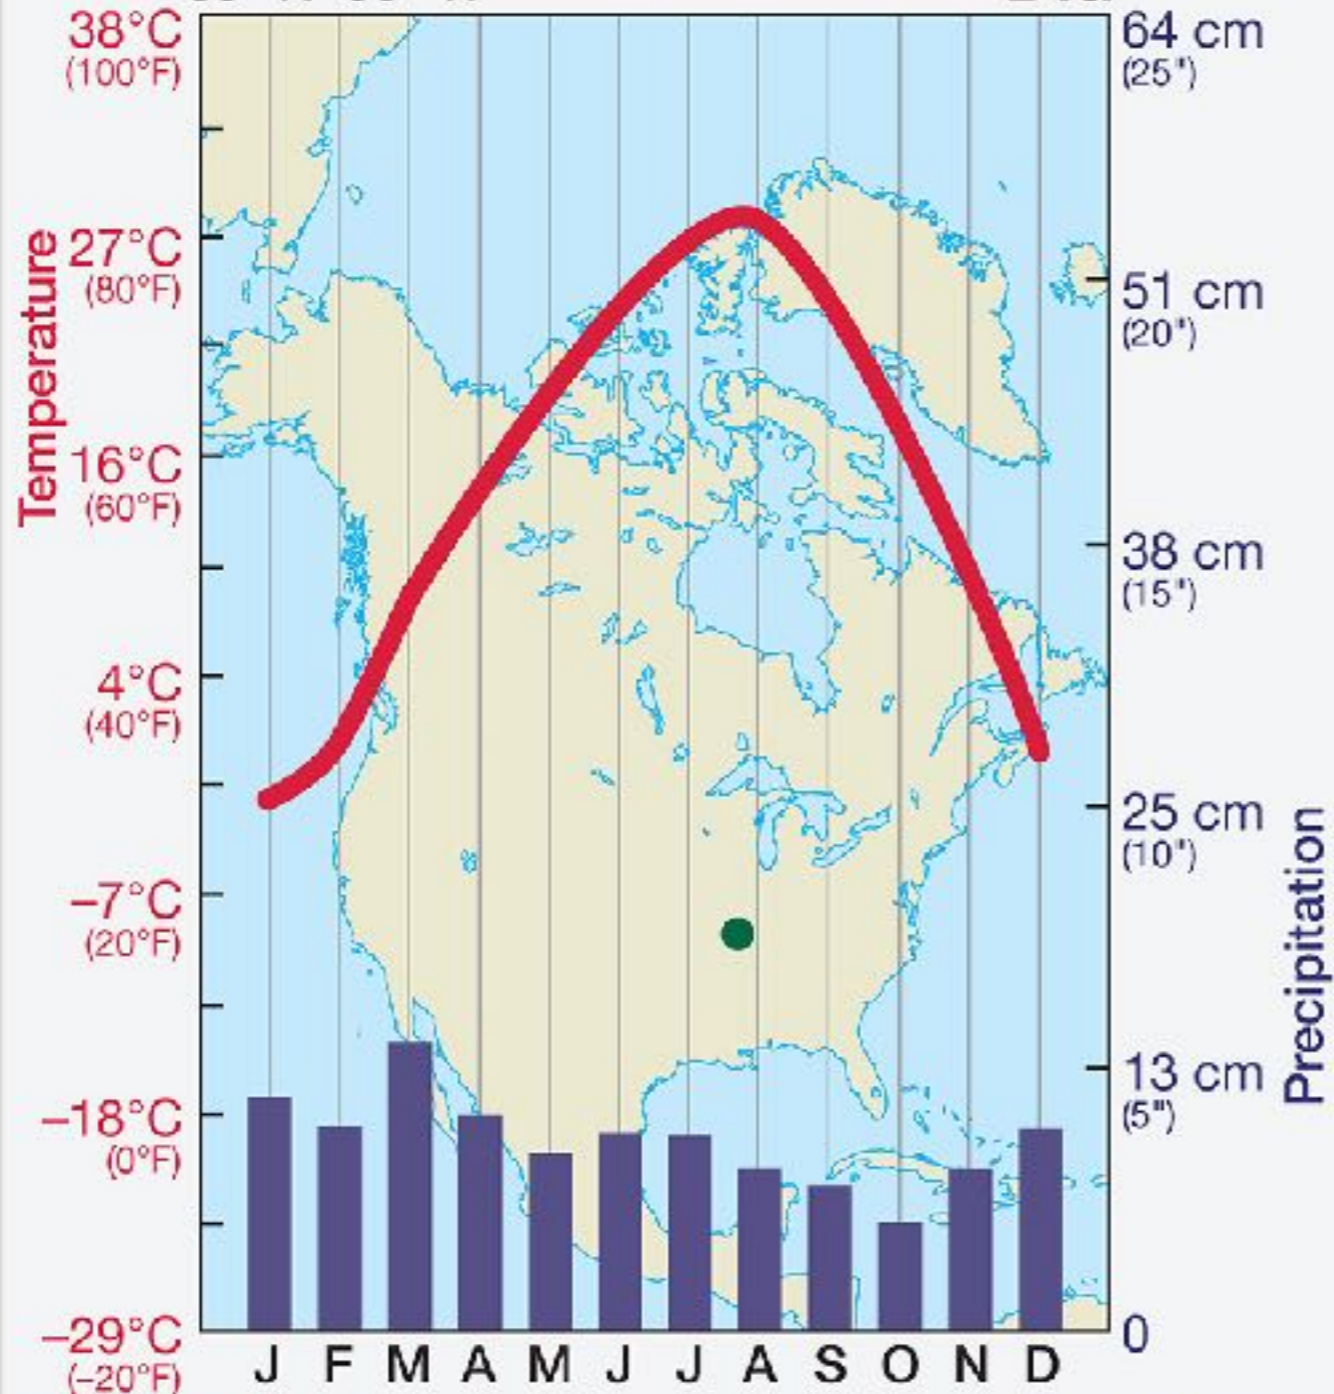 38°C
(100°F)
27°C
(80°F)
16°C
(60°F)
4°C
(40°F)
–7°C
(20°F)
–18°C
(0°F)
–29°C
(–20°F)
Temperature
64 cm
(25")
51 cm
(20")
38 cm
(15")
25 cm
(10")
13 cm
(5")
0
Precipitation
J F M A M J J A S O N D